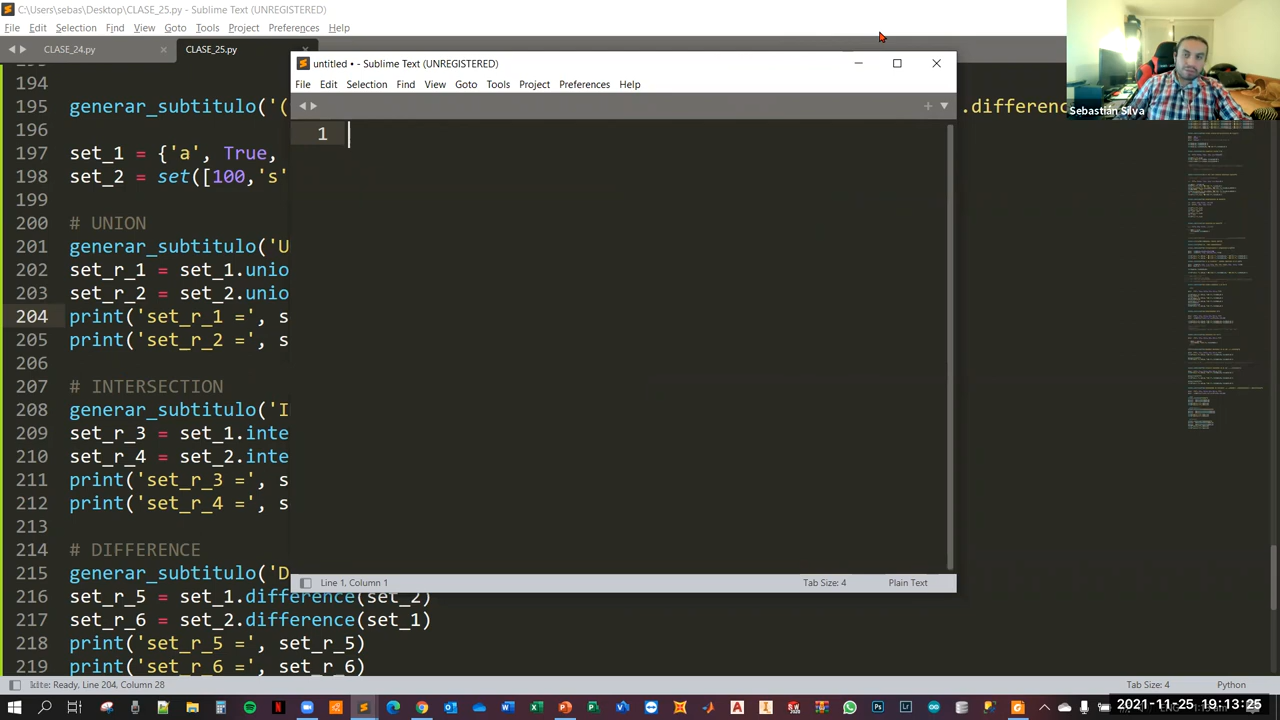 C:\Users\sebas\Desktop\CLASE_25.py - Sublime Text (UNREGISTERED)
File Edit Selection Find View Goto Tools Project Preferences Help
CLASE_24.py × CLASE_25.py ×
untitled • - Sublime Text (UNREGISTERED)
File Edit Selection Find View Goto Tools Project Preferences Help
1
Line 1, Column 1 Tab Size: 4 Plain Text
Sebastián Silva
194
195 generar_subtitulo('( .differenc
196
197 set_1 = {'a', True,
198 set_2 = set([100, s'
199
200 # UNION
201 generar_subtitulo('U
202 set_r_1 = set_1.unio
203 set_r_2 = set_2.unio
204 print('set_r_1 =', s
205 print('set_r_2 =', s
206
207 # INTERSECTION
208 generar_subtitulo('I
209 set_r_3 = set_1.inte
210 set_r_4 = set_2.inte
211 print('set_r_3 =', s
212 print('set_r_4 =', s
213
214 # DIFFERENCE
215 generar_subtitulo('D
216 set_r_5 = set_1.difference(set_2)
217 set_r_6 = set_2.difference(set_1)
218 print('set_r_5 =', set_r_5)
219 print('set_r_6 =', set_r_6)
Ready, Line 204, Column 28 Tab Size: 4 Python
2021-11-25 19:13:25